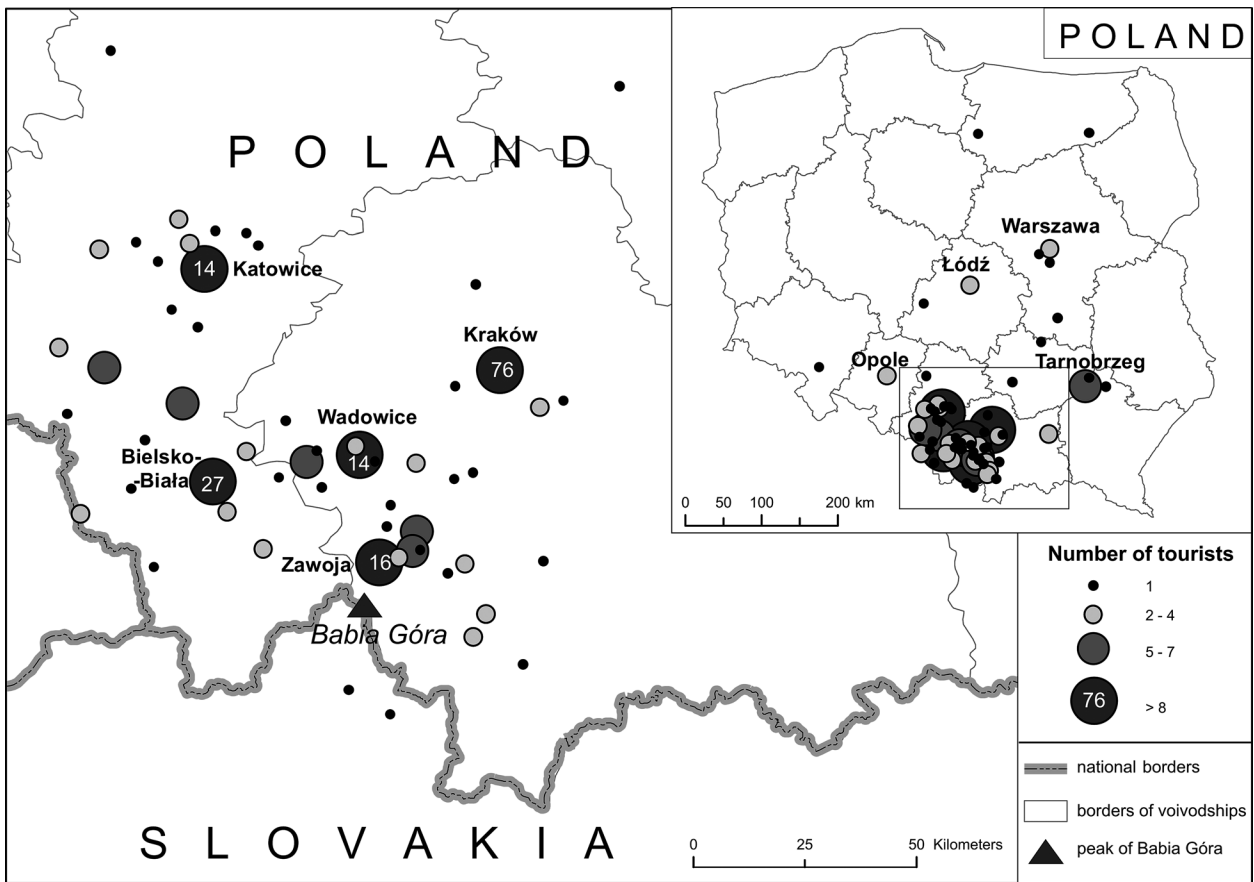 POLAND
POLAND
Warszawa
Łódź
Opole
Tarnobrzeg
0 50 100 200 km
14
Katowice
Kraków
76
Wadowice
14
Bielsko-
-Biała
27
Zawoja
16
Babia Góra
SLOVAKIA
0 25 50 Kilometers
Number of tourists
1
2 - 4
5 - 7
76
> 8
national borders
borders of voivodships
peak of Babia Góra